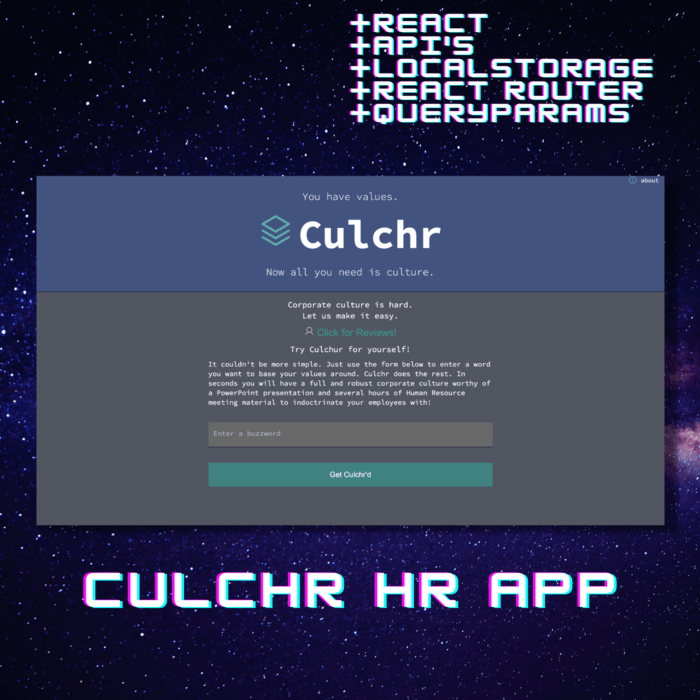 +REACT
+API'S
+LOCALSTORAGE
+REACT ROUTER
+QUERYPARAMS
about
You have values.
Culchr
Now all you need is culture.
Corporate culture is hard.
Let us make it easy.
Click for Reviews!
Try Culchur for yourself!
It couldn't be more simple. Just use the form below to enter a word
you want to base your values around. Culchr does the rest. In
seconds you will have a full and robust corporate culture worthy of
a PowerPoint presentation and several hours of Human Resource
meeting material to indoctrinate your employees with!
Enter a buzzword
Get Culchr'd
CULCHR HR APP